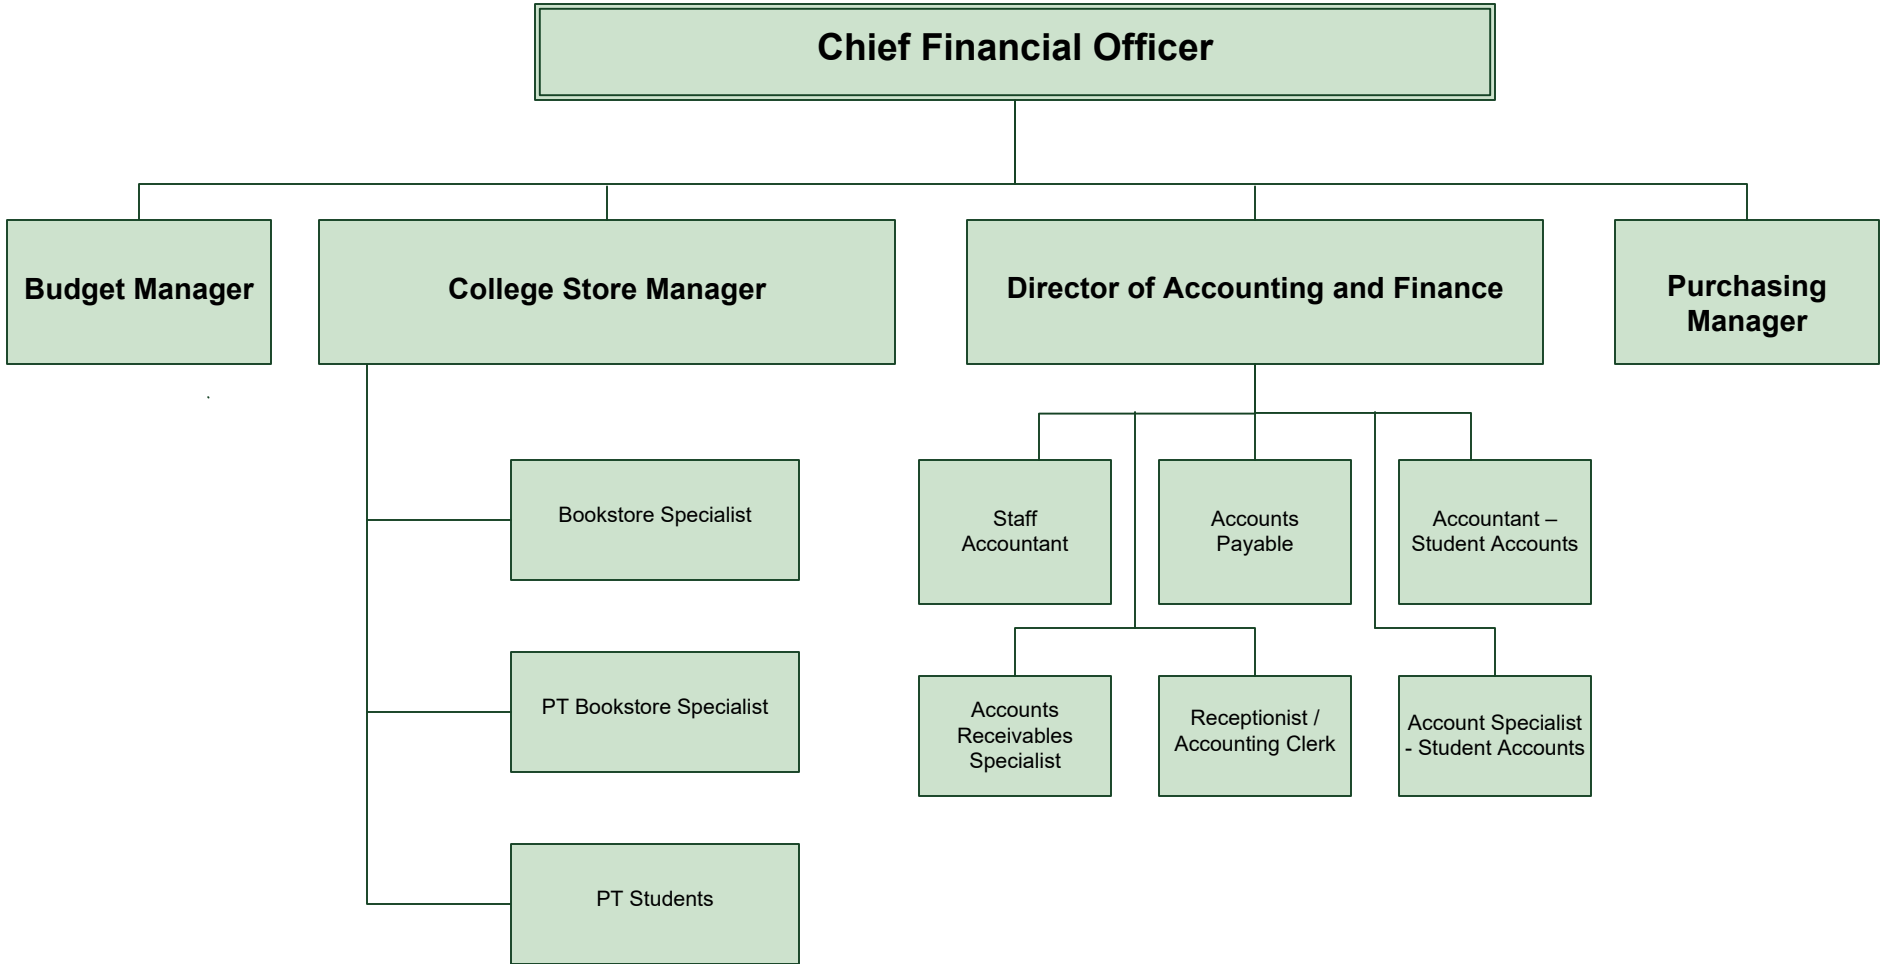 Chief Financial Officer
Budget Manager
College Store Manager
Director of Accounting and Finance
Purchasing
Manager
Bookstore Specialist
PT Bookstore Specialist
PT Students
Staff
Accountant
Accounts
Payable
Accountant –
Student Accounts
Accounts
Receivables
Specialist
Receptionist /
Accounting Clerk
Account Specialist
- Student Accounts